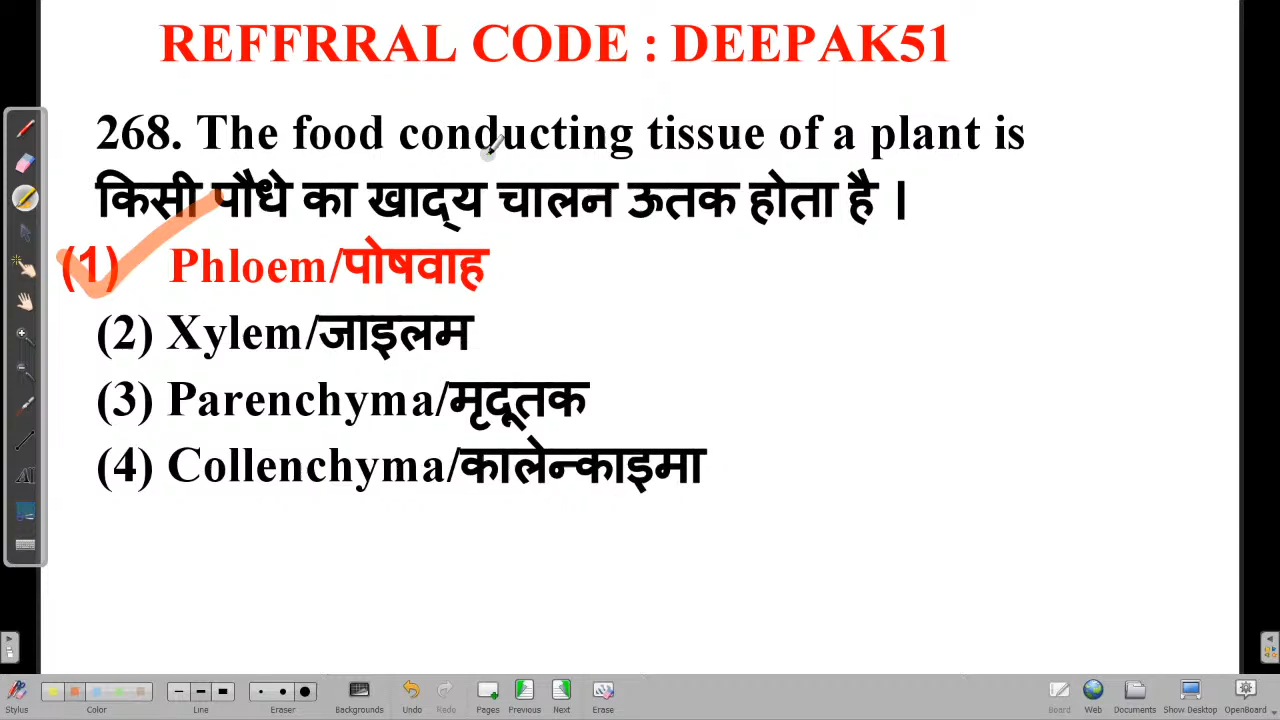 REFFRRAL CODE : DEEPAK51
268. The food conducting tissue of a plant is
किसी पौधे का खाद्य चालन ऊतक होता है ।
(1) Phloem/पोषवाह
(2) Xylem/जाइलम
(3) Parenchyma/मृदूतक
(4) Collenchyma/कालेन्काइमा
Stylus Color Line Eraser Backgrounds Undo Redo Pages Previous Next Erase Board Web Documents Show Desktop OpenBoard